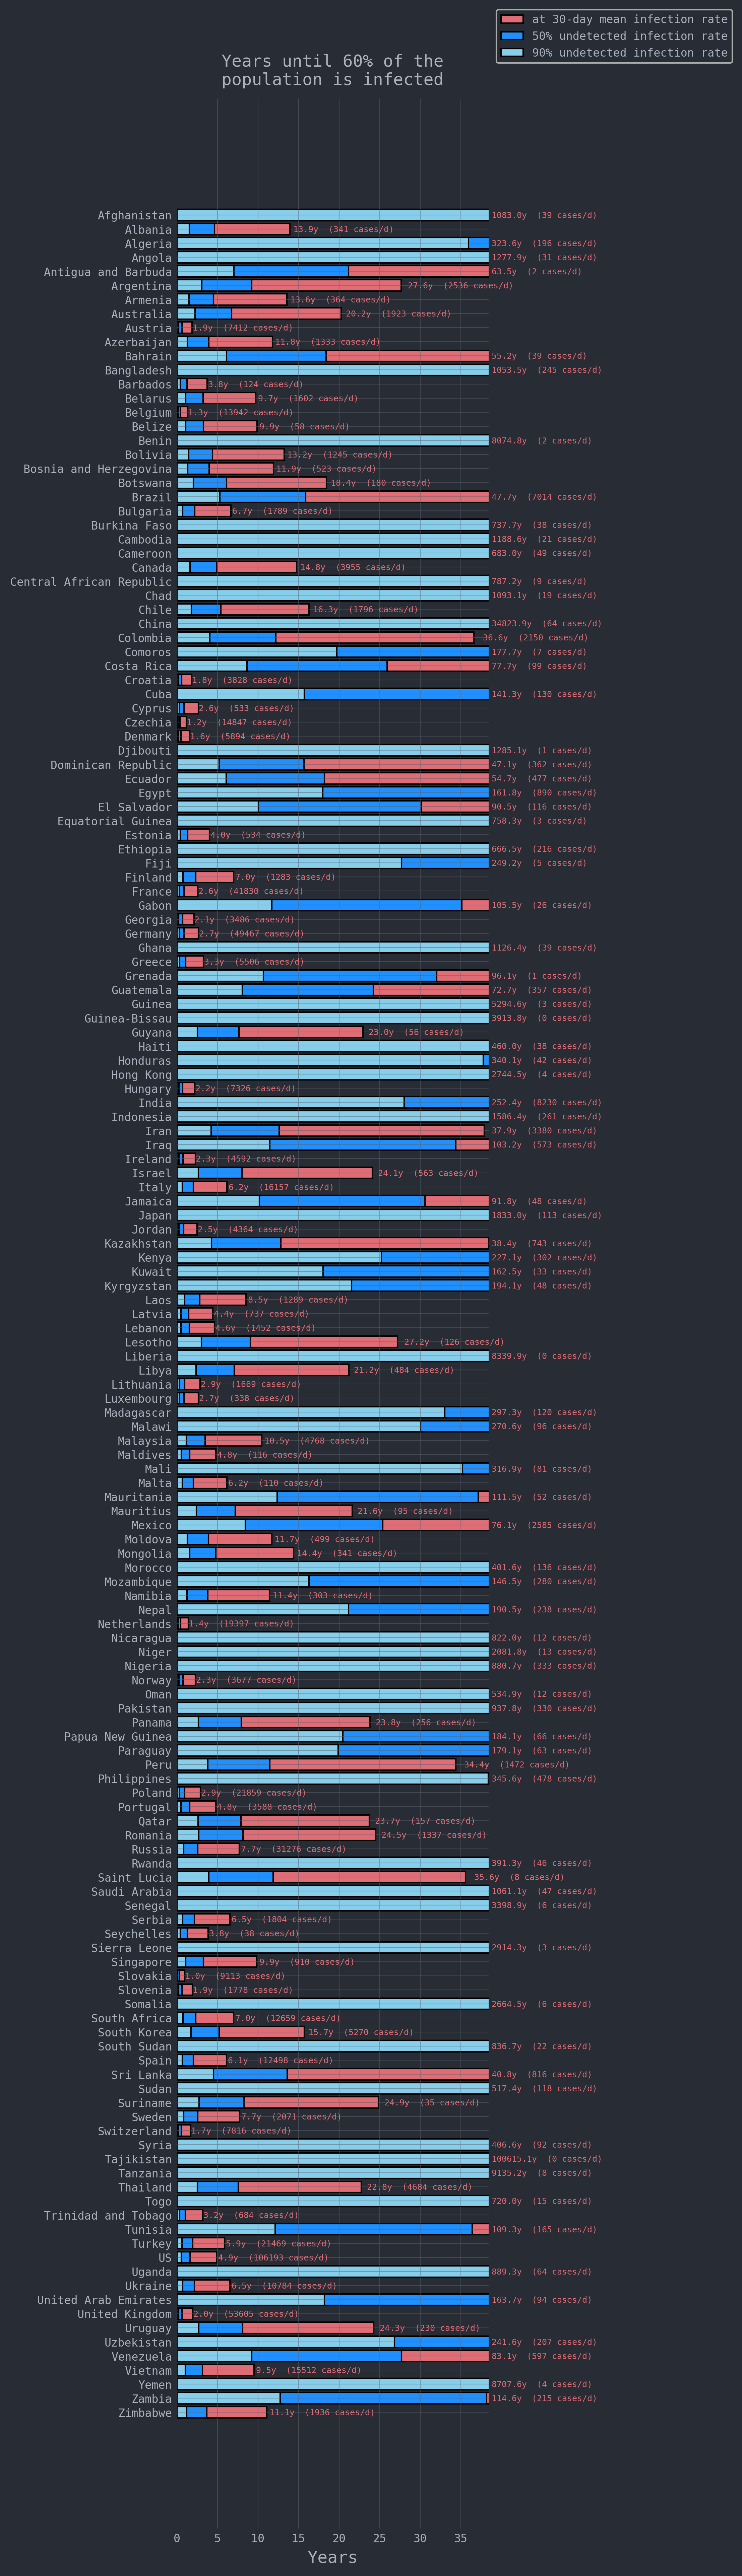 at 30-day mean infection rate
50% undetected infection rate
90% undetected infection rate
Years until 60% of the
population is infected
Afghanistan 1083.0y (39 cases/d)
Albania 13.9y (341 cases/d)
Algeria 323.6y (196 cases/d)
Angola 1277.9y (31 cases/d)
Antigua and Barbuda 63.5y (2 cases/d)
Argentina 27.6y (2536 cases/d)
Armenia 13.6y (364 cases/d)
Australia 20.2y (1923 cases/d)
Austria 1.9y (7412 cases/d)
Azerbaijan 11.8y (1333 cases/d)
Bahrain 55.2y (39 cases/d)
Bangladesh 1053.5y (245 cases/d)
Barbados 3.8y (124 cases/d)
Belarus 9.7y (1602 cases/d)
Belgium 1.3y (13942 cases/d)
Belize 9.9y (58 cases/d)
Benin 8074.8y (2 cases/d)
Bolivia 13.2y (1245 cases/d)
Bosnia and Herzegovina 11.9y (523 cases/d)
Botswana 18.4y (180 cases/d)
Brazil 47.7y (7014 cases/d)
Bulgaria 6.7y (1789 cases/d)
Burkina Faso 737.7y (38 cases/d)
Cambodia 1188.6y (21 cases/d)
Cameroon 683.0y (49 cases/d)
Canada 14.8y (3955 cases/d)
Central African Republic 787.2y (9 cases/d)
Chad 1093.1y (19 cases/d)
Chile 16.3y (1796 cases/d)
China 34823.9y (64 cases/d)
Colombia 36.6y (2150 cases/d)
Comoros 177.7y (7 cases/d)
Costa Rica 77.7y (99 cases/d)
Croatia 1.8y (3828 cases/d)
Cuba 141.3y (130 cases/d)
Cyprus 2.6y (533 cases/d)
Czechia 1.2y (14847 cases/d)
Denmark 1.6y (5894 cases/d)
Djibouti 1285.1y (1 cases/d)
Dominican Republic 47.1y (362 cases/d)
Ecuador 54.7y (477 cases/d)
Egypt 161.8y (890 cases/d)
El Salvador 90.5y (116 cases/d)
Equatorial Guinea 758.3y (3 cases/d)
Estonia 4.0y (534 cases/d)
Ethiopia 666.5y (216 cases/d)
Fiji 249.2y (5 cases/d)
Finland 7.0y (1283 cases/d)
France 2.6y (41830 cases/d)
Gabon 105.5y (26 cases/d)
Georgia 2.1y (3486 cases/d)
Germany 2.7y (49467 cases/d)
Ghana 1126.4y (39 cases/d)
Greece 3.3y (5506 cases/d)
Grenada 96.1y (1 cases/d)
Guatemala 72.7y (357 cases/d)
Guinea 5294.6y (3 cases/d)
Guinea-Bissau 3913.8y (0 cases/d)
Guyana 23.0y (56 cases/d)
Haiti 460.0y (38 cases/d)
Honduras 340.1y (42 cases/d)
Hong Kong 2744.5y (4 cases/d)
Hungary 2.2y (7326 cases/d)
India 252.4y (8230 cases/d)
Indonesia 1586.4y (261 cases/d)
Iran 37.9y (3380 cases/d)
Iraq 103.2y (573 cases/d)
Ireland 2.3y (4592 cases/d)
Israel 24.1y (563 cases/d)
Italy 6.2y (16157 cases/d)
Jamaica 91.8y (48 cases/d)
Japan 1833.0y (113 cases/d)
Jordan 2.5y (4364 cases/d)
Kazakhstan 38.4y (743 cases/d)
Kenya 227.1y (302 cases/d)
Kuwait 162.5y (33 cases/d)
Kyrgyzstan 194.1y (48 cases/d)
Laos 8.5y (1289 cases/d)
Latvia 4.4y (737 cases/d)
Lebanon 4.6y (1452 cases/d)
Lesotho 27.2y (126 cases/d)
Liberia 8339.9y (0 cases/d)
Libya 21.2y (484 cases/d)
Lithuania 2.9y (1669 cases/d)
Luxembourg 2.7y (338 cases/d)
Madagascar 297.3y (120 cases/d)
Malawi 270.6y (96 cases/d)
Malaysia 10.5y (4768 cases/d)
Maldives 4.8y (116 cases/d)
Mali 316.9y (81 cases/d)
Malta 6.2y (110 cases/d)
Mauritania 111.5y (52 cases/d)
Mauritius 21.6y (95 cases/d)
Mexico 76.1y (2585 cases/d)
Moldova 11.7y (499 cases/d)
Mongolia 14.4y (341 cases/d)
Morocco 401.6y (136 cases/d)
Mozambique 146.5y (280 cases/d)
Namibia 11.4y (303 cases/d)
Nepal 190.5y (238 cases/d)
Netherlands 1.4y (19397 cases/d)
Nicaragua 822.0y (12 cases/d)
Niger 2081.8y (13 cases/d)
Nigeria 880.7y (333 cases/d)
Norway 2.3y (3677 cases/d)
Oman 534.9y (12 cases/d)
Pakistan 937.8y (330 cases/d)
Panama 23.8y (256 cases/d)
Papua New Guinea 184.1y (66 cases/d)
Paraguay 179.1y (63 cases/d)
Peru 34.4y (1472 cases/d)
Philippines 345.6y (478 cases/d)
Poland 2.9y (21859 cases/d)
Portugal 4.8y (3588 cases/d)
Qatar 23.7y (157 cases/d)
Romania 24.5y (1337 cases/d)
Russia 7.7y (31276 cases/d)
Rwanda 391.3y (46 cases/d)
Saint Lucia 35.6y (8 cases/d)
Saudi Arabia 1061.1y (47 cases/d)
Senegal 3398.9y (6 cases/d)
Serbia 6.5y (1804 cases/d)
Seychelles 3.8y (38 cases/d)
Sierra Leone 2914.3y (3 cases/d)
Singapore 9.9y (910 cases/d)
Slovakia 1.0y (9113 cases/d)
Slovenia 1.9y (1778 cases/d)
Somalia 2664.5y (6 cases/d)
South Africa 7.0y (12659 cases/d)
South Korea 15.7y (5270 cases/d)
South Sudan 836.7y (22 cases/d)
Spain 6.1y (12498 cases/d)
Sri Lanka 40.8y (816 cases/d)
Sudan 517.4y (118 cases/d)
Suriname 24.9y (35 cases/d)
Sweden 7.7y (2071 cases/d)
Switzerland 1.7y (7816 cases/d)
Syria 406.6y (92 cases/d)
Tajikistan 100615.1y (0 cases/d)
Tanzania 9135.2y (8 cases/d)
Thailand 22.8y (4684 cases/d)
Togo 720.0y (15 cases/d)
Trinidad and Tobago 3.2y (684 cases/d)
Tunisia 109.3y (165 cases/d)
Turkey 5.9y (21469 cases/d)
US 4.9y (106193 cases/d)
Uganda 889.3y (64 cases/d)
Ukraine 6.5y (10784 cases/d)
United Arab Emirates 163.7y (94 cases/d)
United Kingdom 2.0y (53605 cases/d)
Uruguay 24.3y (230 cases/d)
Uzbekistan 241.6y (207 cases/d)
Venezuela 83.1y (597 cases/d)
Vietnam 9.5y (15512 cases/d)
Yemen 8707.6y (4 cases/d)
Zambia 114.6y (215 cases/d)
Zimbabwe 11.1y (1936 cases/d)
0 5 10 15 20 25 30 35
Years